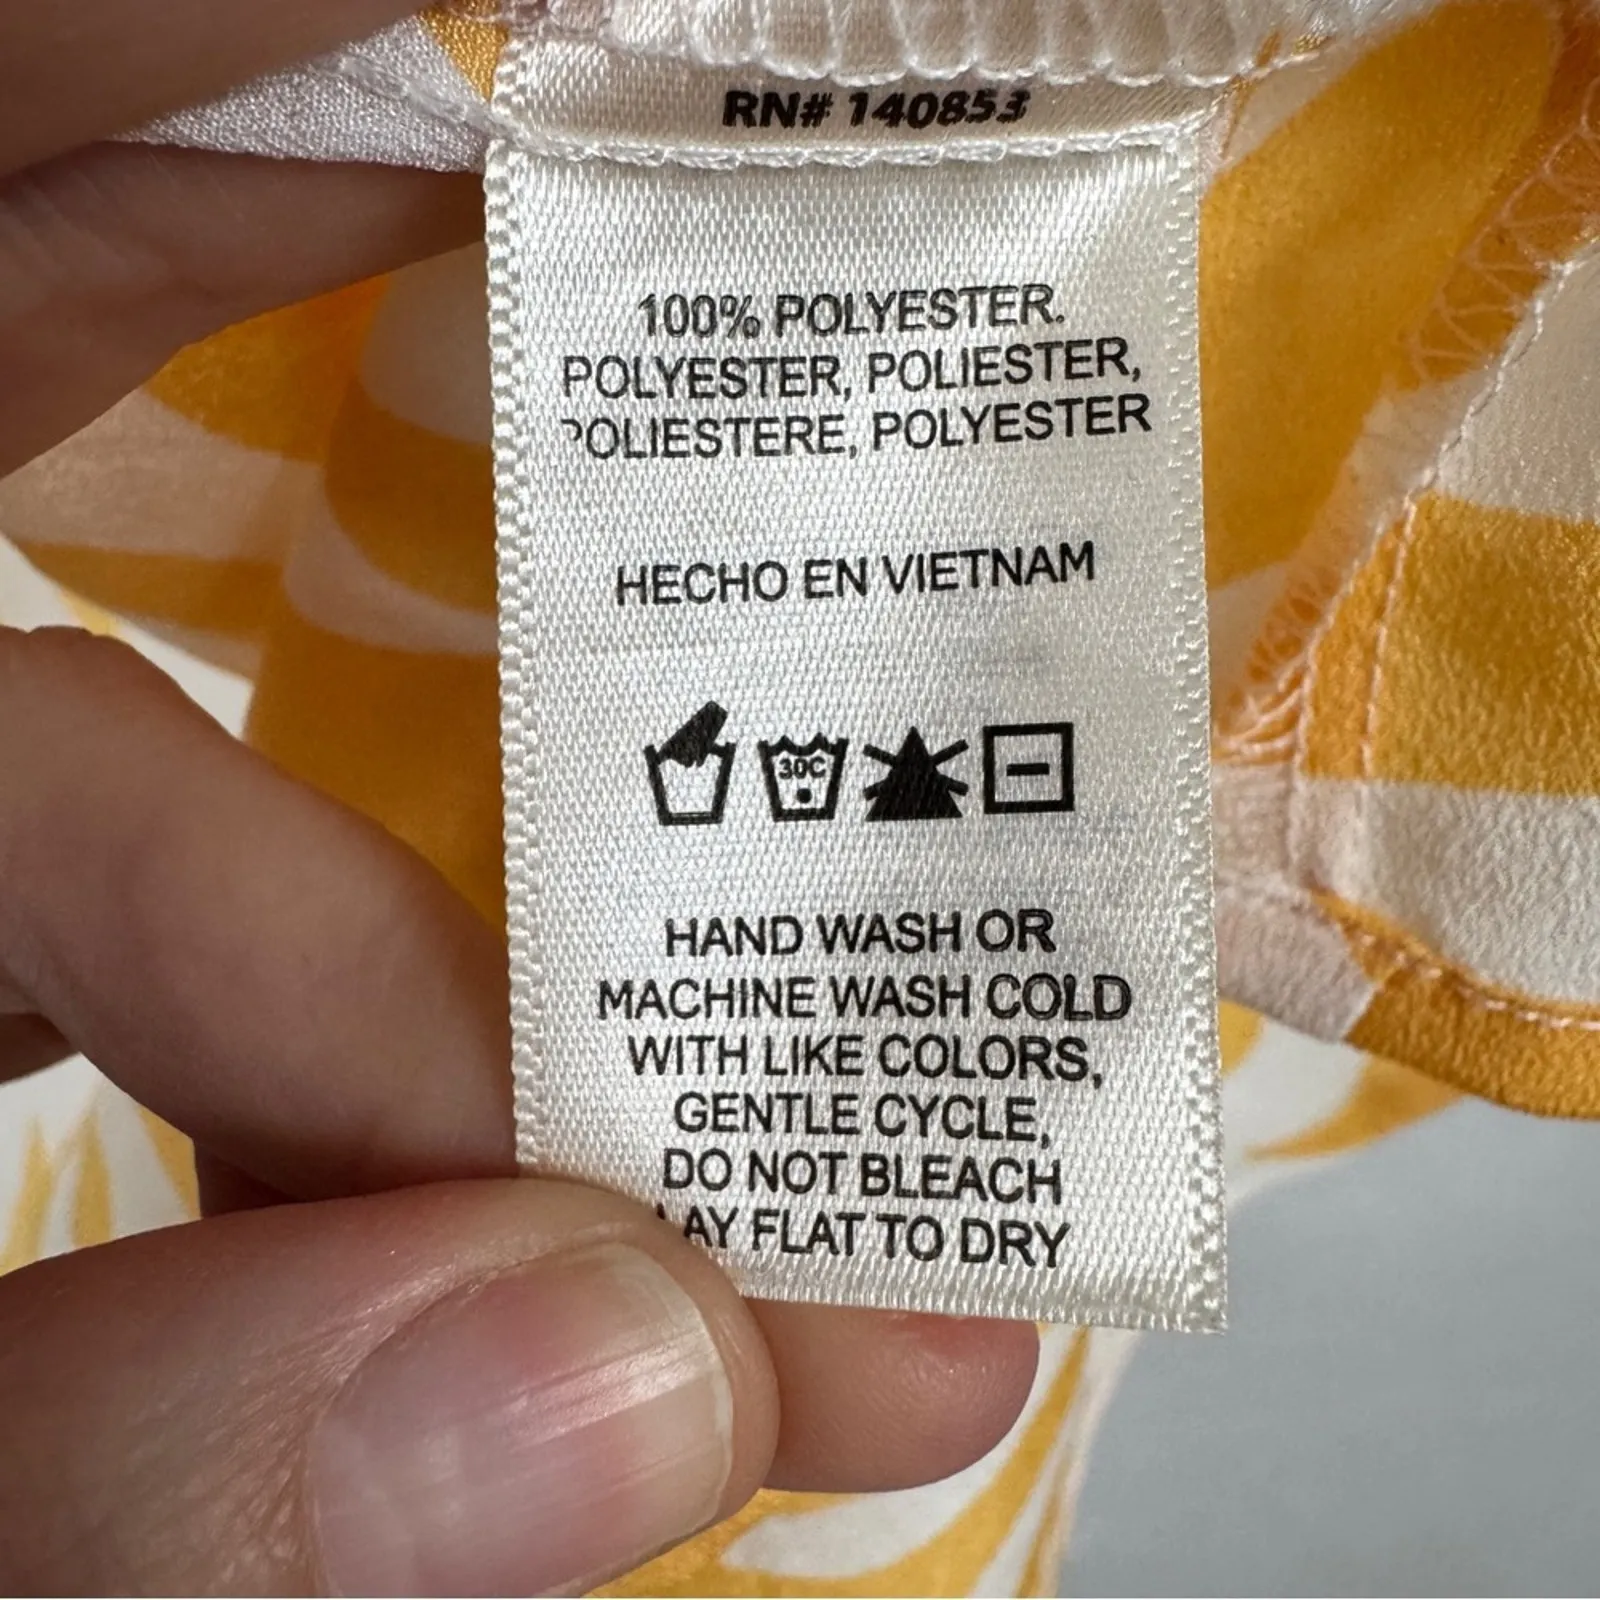 RN# 140853
100% POLYESTER.
POLYESTER, POLIESTER,
POLIESTERE, POLYESTER
HECHO EN VIETNAM
30C
HAND WASH OR
MACHINE WASH COLD
WITH LIKE COLORS,
GENTLE CYCLE,
DO NOT BLEACH
LAY FLAT TO DRY